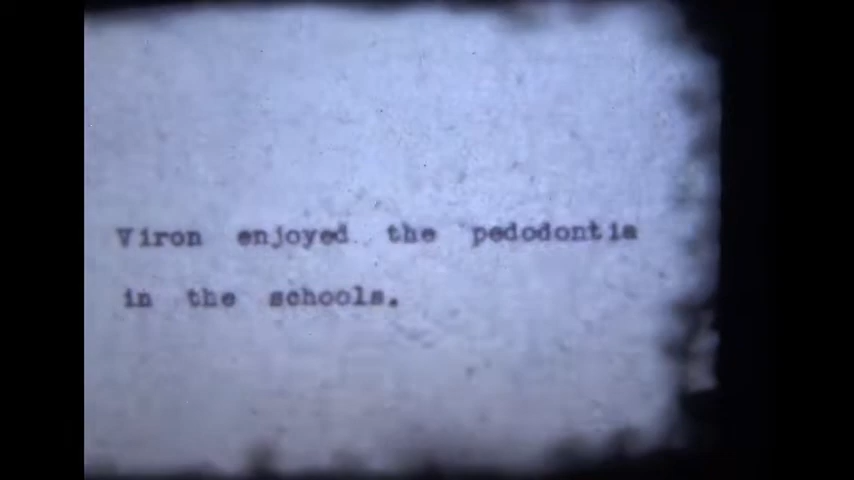 Viron enjoyed the pedodontia
in the schools.